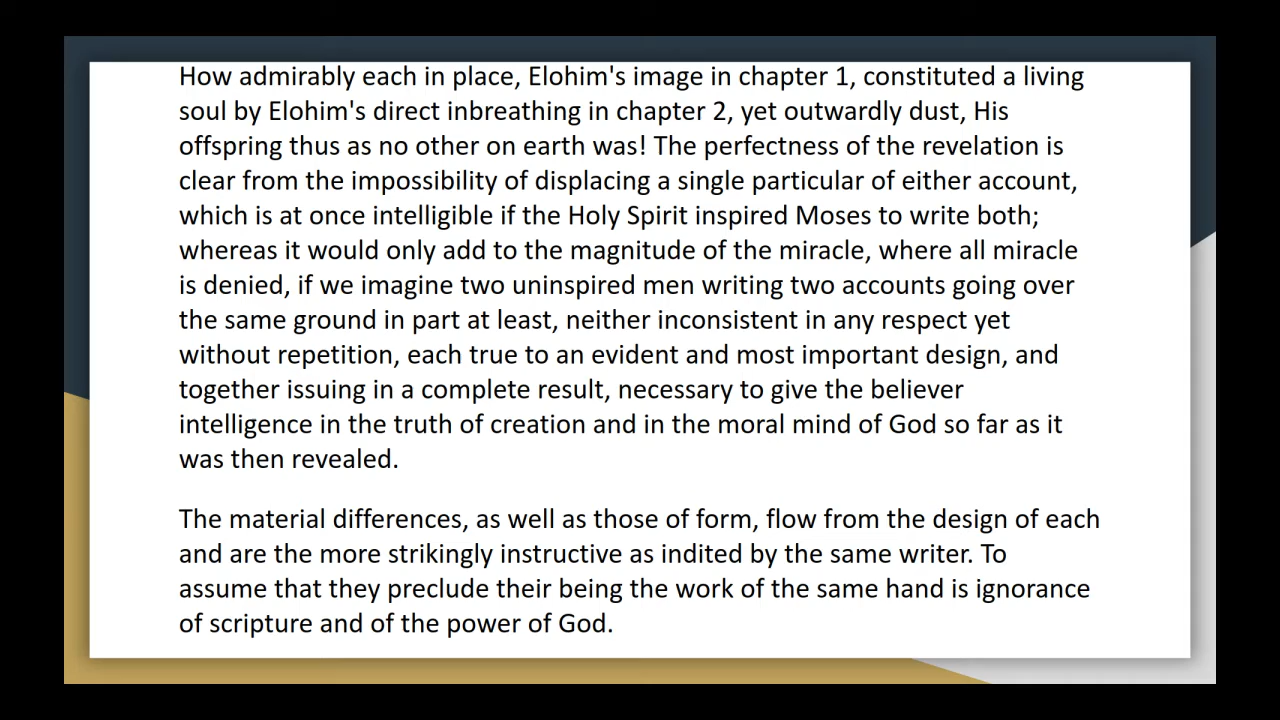 How admirably each in place, Elohim's image in chapter 1, constituted a living
soul by Elohim's direct inbreathing in chapter 2, yet outwardly dust, His
offspring thus as no other on earth was! The perfectness of the revelation is
clear from the impossibility of displacing a single particular of either account,
which is at once intelligible if the Holy Spirit inspired Moses to write both;
whereas it would only add to the magnitude of the miracle, where all miracle
is denied, if we imagine two uninspired men writing two accounts going over
the same ground in part at least, neither inconsistent in any respect yet
without repetition, each true to an evident and most important design, and
together issuing in a complete result, necessary to give the believer
intelligence in the truth of creation and in the moral mind of God so far as it
was then revealed.
The material differences, as well as those of form, flow from the design of each
and are the more strikingly instructive as indited by the same writer. To
assume that they preclude their being the work of the same hand is ignorance
of scripture and of the power of God.